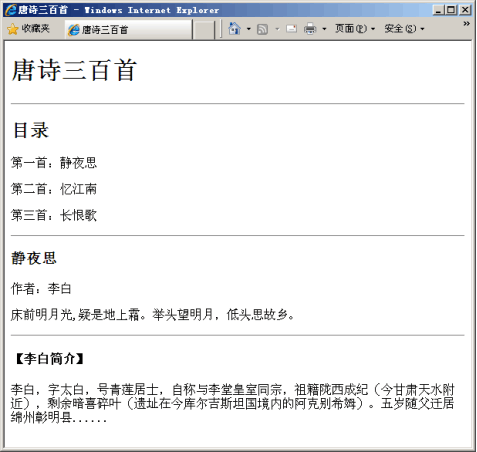 唐诗三百首 - Windows Internet Explorer
收藏夹 唐诗三百首 页面(P) 安全(S) »
唐诗三百首
目录
第一首：静夜思
第二首：忆江南
第三首：长恨歌
静夜思
作者：李白
床前明月光,疑是地上霜。举头望明月，低头思故乡。
【李白简介】
李白，字太白，号青莲居士，自称与李堂皇室同宗，祖籍陇西成纪（今甘肃天水附
近），剩余暗喜碎叶（遗址在今库尔吉斯坦国境内的阿克别希姆）。五岁随父迁居
绵州彰明县......